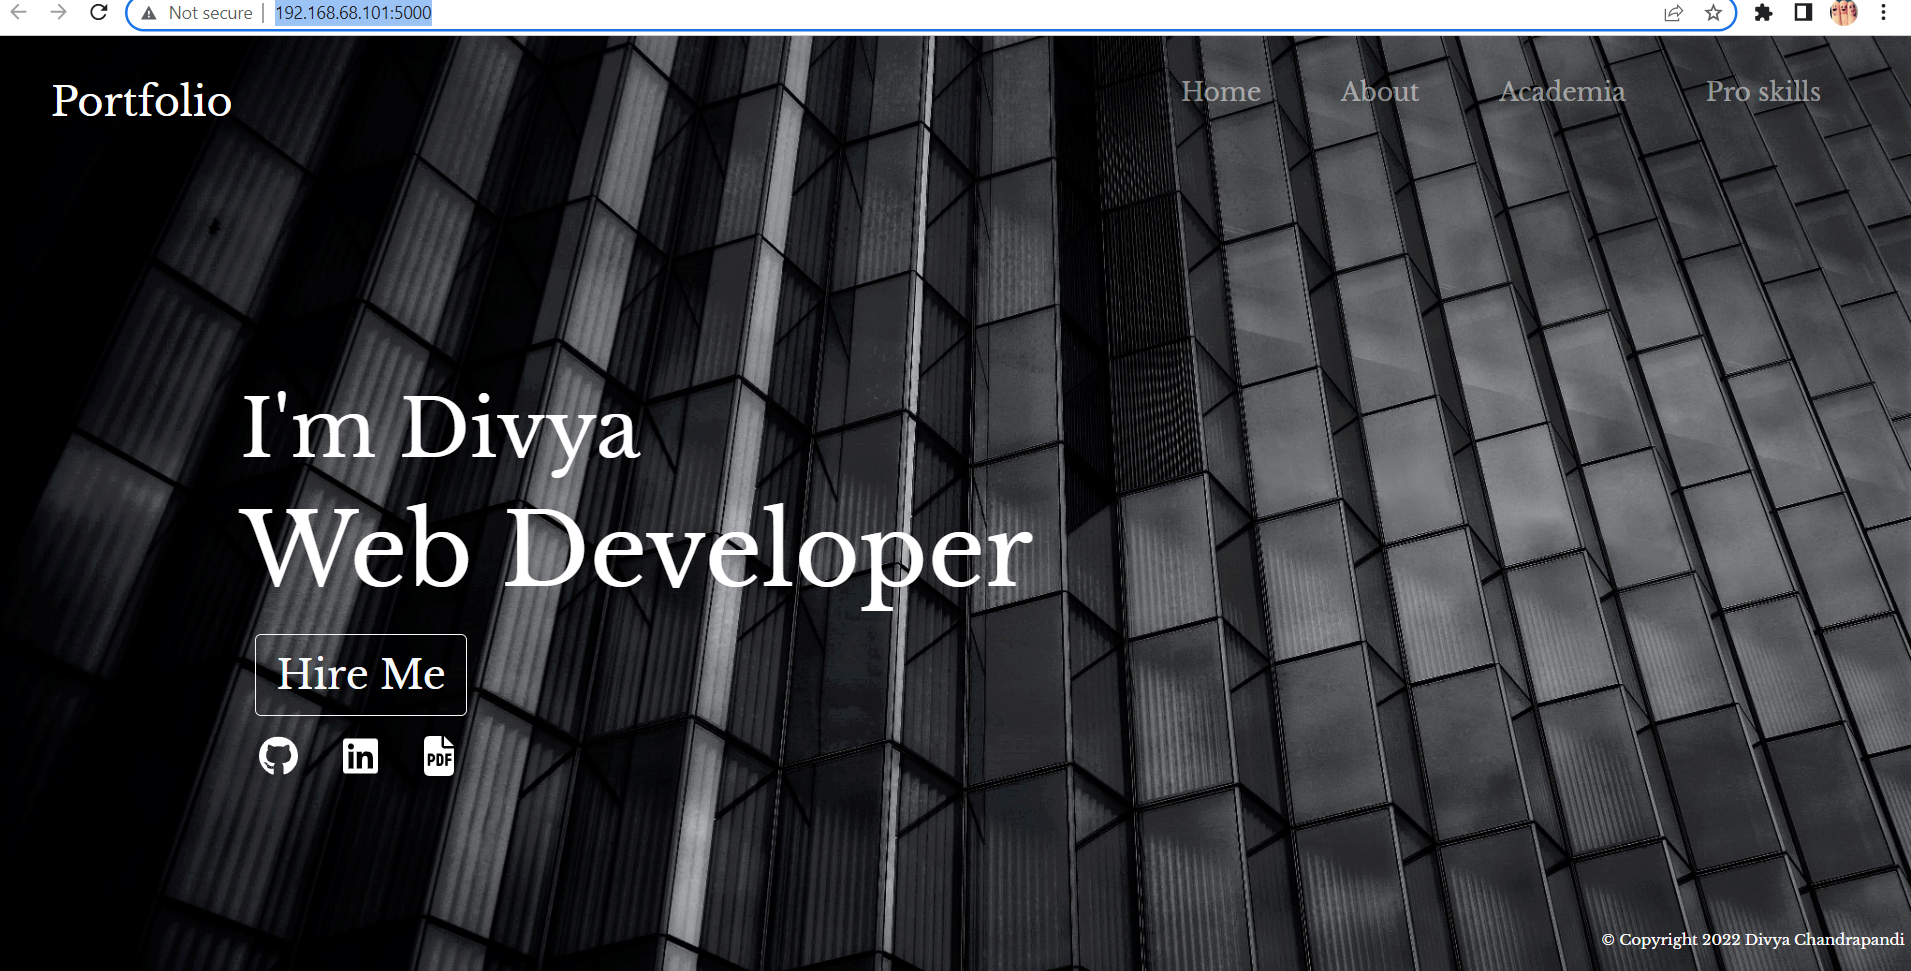 Not secure | 192.168.68.101:5000
Portfolio
Home About Academia Pro skills
I'm Divya
Web Developer
Hire Me
in PDF
© Copyright 2022 Divya Chandrapandi